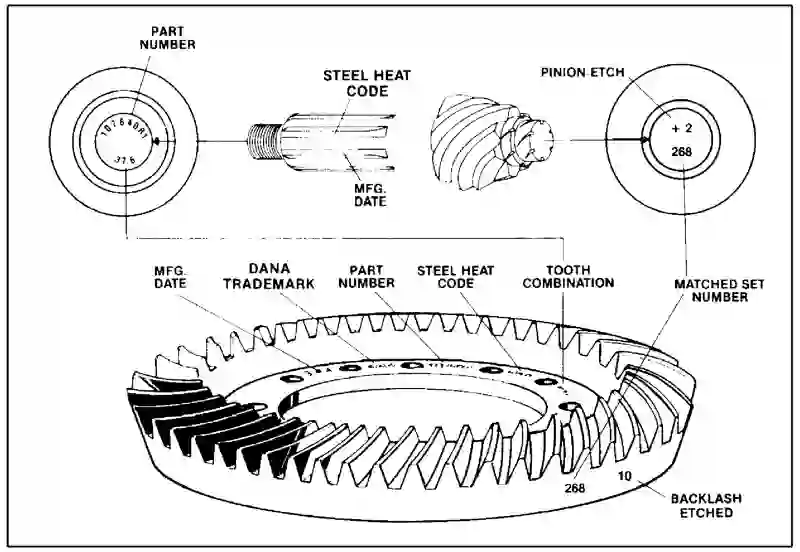 PART
NUMBER
STEEL HEAT
CODE
PINION ETCH
+ 2
268
37.6
MFG.
DATE
MFG.
DATE
DANA
TRADEMARK
PART
NUMBER
STEEL HEAT
CODE
TOOTH
COMBINATION
MATCHED SET
NUMBER
268
10
BACKLASH
ETCHED